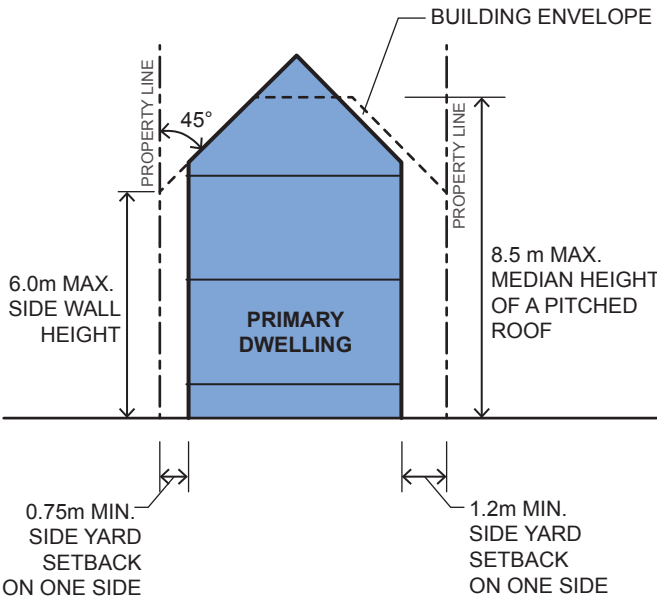 BUILDING ENVELOPE
PROPERTY LINE
45°
PROPERTY LINE
6.0m MAX.
SIDE WALL
HEIGHT
PRIMARY
DWELLING
8.5 m MAX.
MEDIAN HEIGHT
OF A PITCHED
ROOF
0.75m MIN.
SIDE YARD
SETBACK
ON ONE SIDE
1.2m MIN.
SIDE YARD
SETBACK
ON ONE SIDE